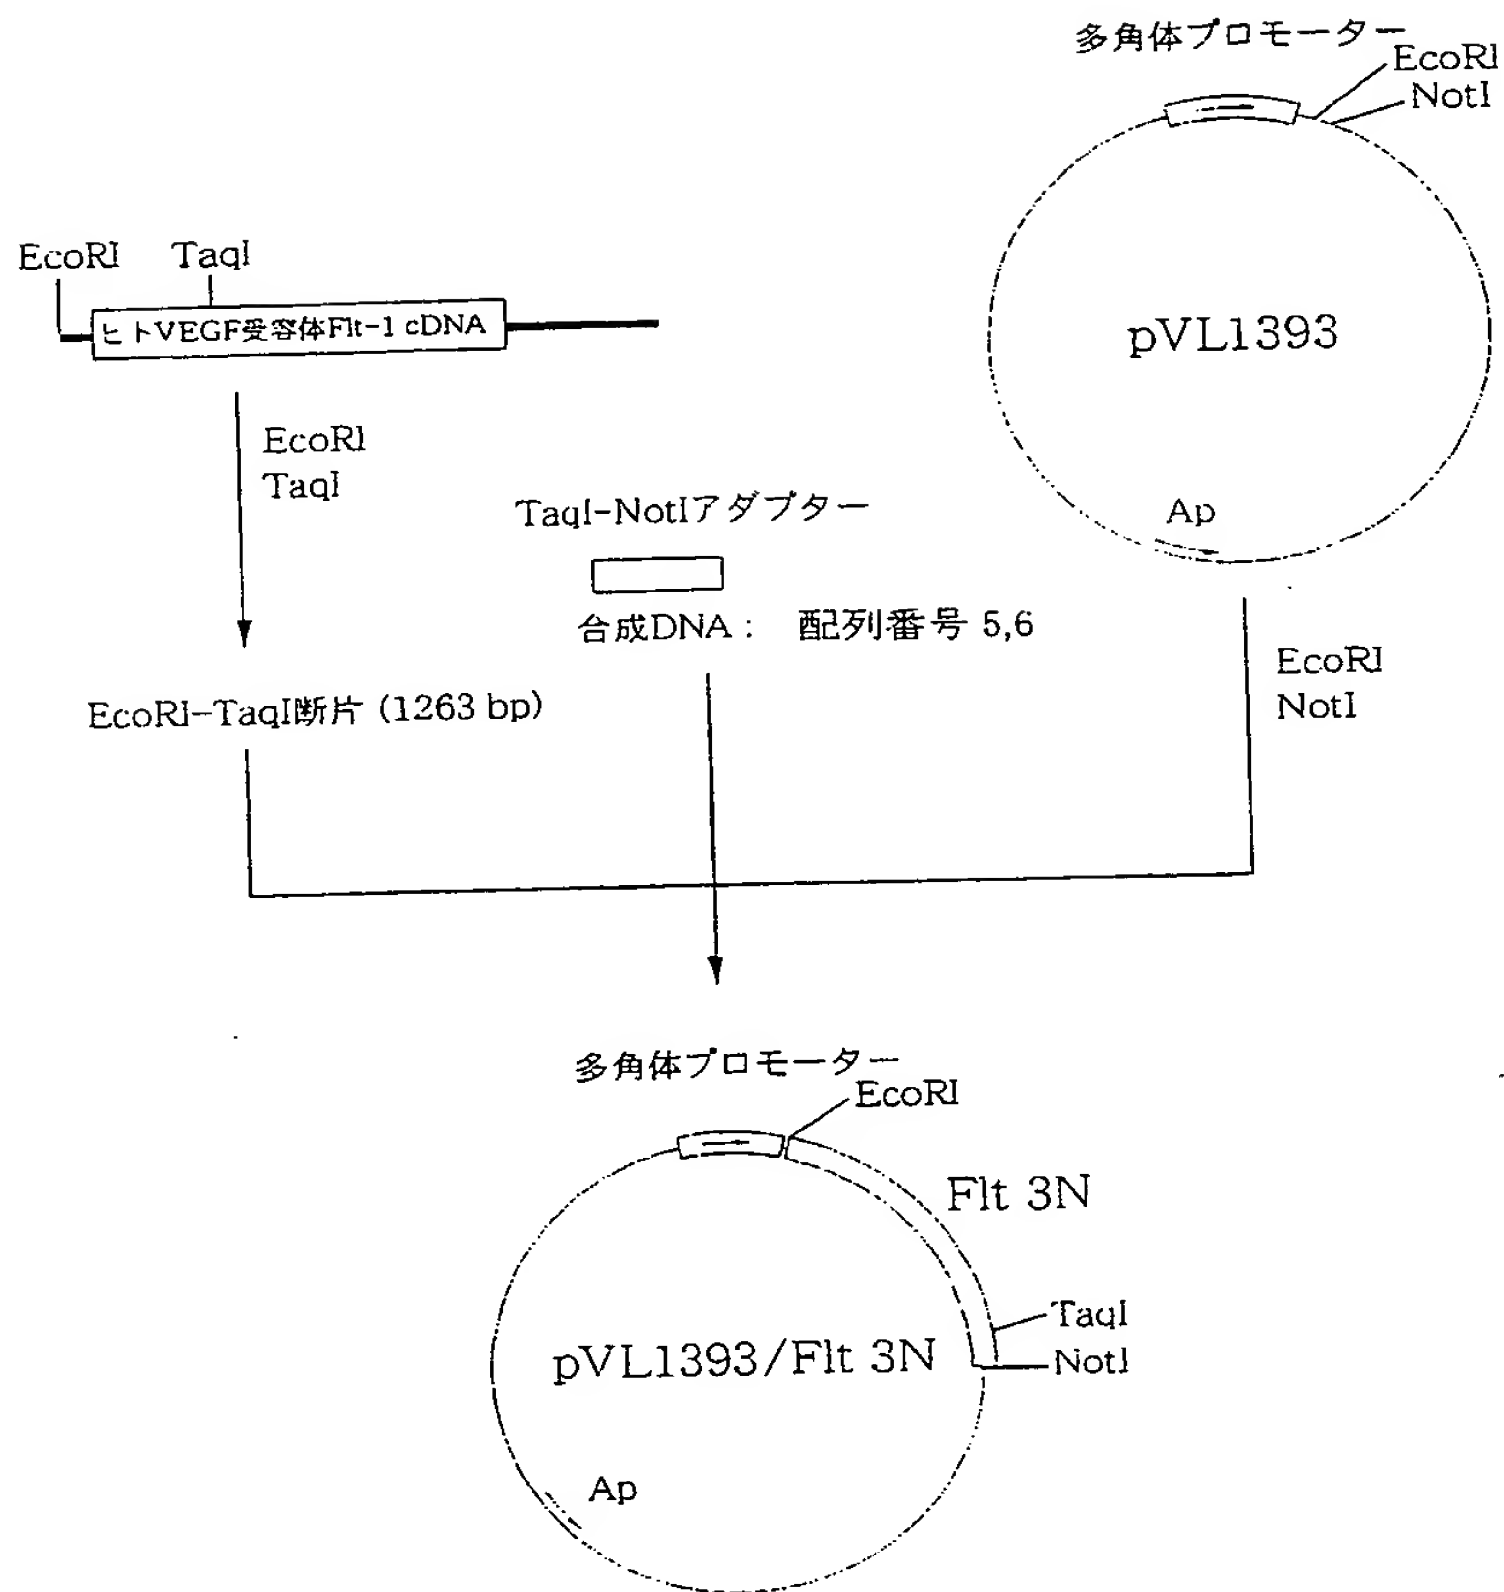 多角体プロモーター
EcoRI
NotI
EcoRI TaqI
ヒトVEGF受容体Flt-1 cDNA
pVL1393
EcoRI
TaqI
TaqI-NotIアダプター
Ap
合成DNA： 配列番号 5,6
EcoRI
NotI
EcoRI-TaqI断片 (1263 bp)
多角体プロモーター
EcoRI
Flt 3N
TaqI
pVL1393/Flt 3N
NotI
Ap